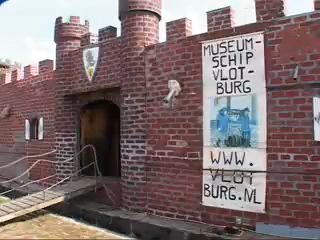 MUSEUM-
SCHIP
VLOT-
BURG
WWW.
VLOT
BURG.NL